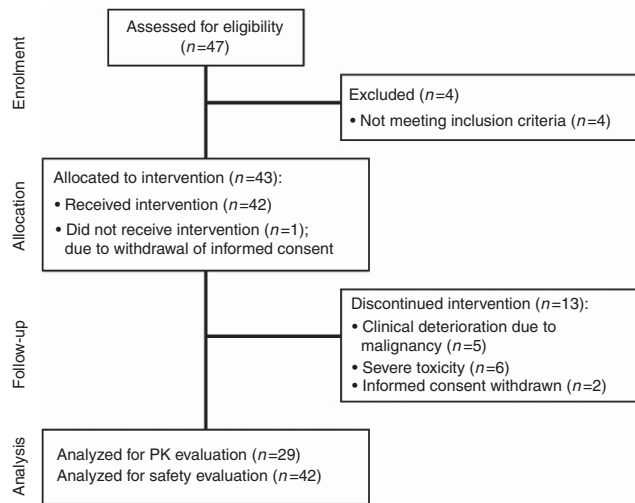 Enrolment
Assessed for eligibility
(n=47)
Excluded (n=4)
• Not meeting inclusion criteria (n=4)
Allocation
Allocated to intervention (n=43):
• Received intervention (n=42)
• Did not receive intervention (n=1);
due to withdrawal of informed consent
Follow-up
Discontinued intervention (n=13):
• Clinical deterioration due to
malignancy (n=5)
• Severe toxicity (n=6)
• Informed consent withdrawn (n=2)
Analysis
Analyzed for PK evaluation (n=29)
Analyzed for safety evaluation (n=42)